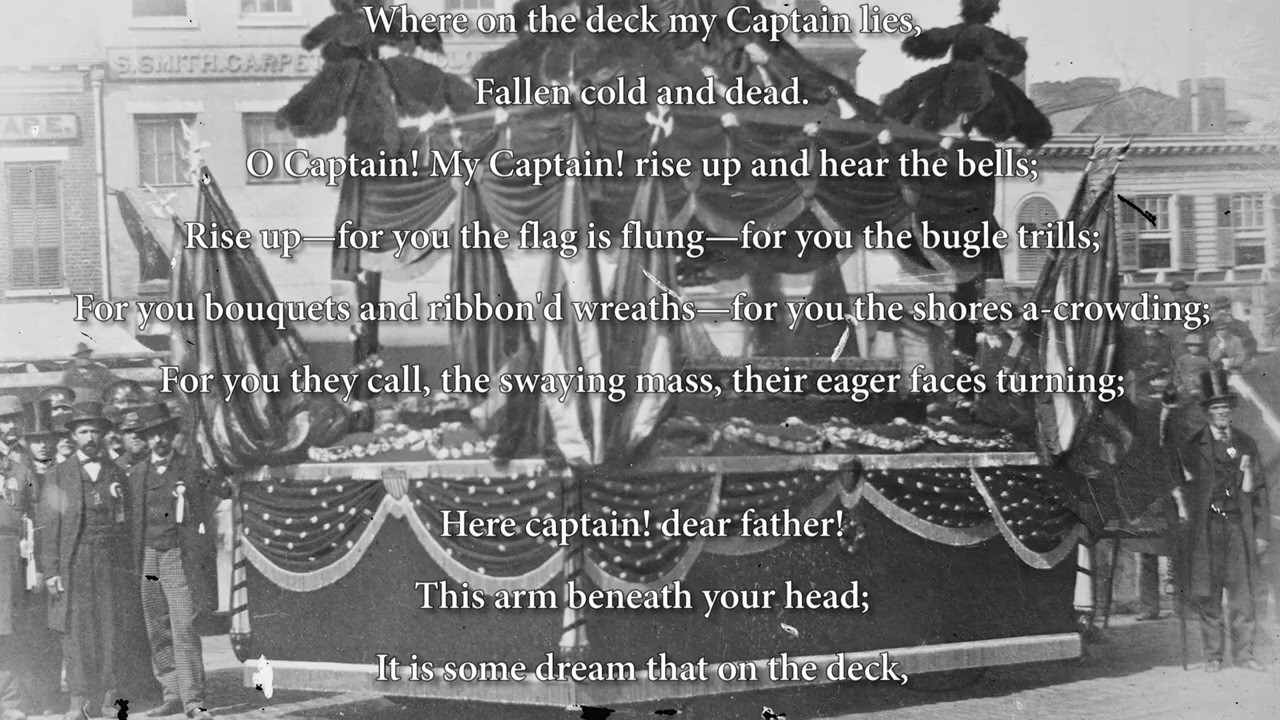 Where on the deck my Captain lies,
Fallen cold and dead.
O Captain! My Captain! rise up and hear the bells;
Rise up—for you the flag is flung—for you the bugle trills;
For you bouquets and ribbon'd wreaths—for you the shores a-crowding;
For you they call, the swaying mass, their eager faces turning;
Here captain! dear father!
This arm beneath your head;
It is some dream that on the deck,
S. SMITH. CARPET